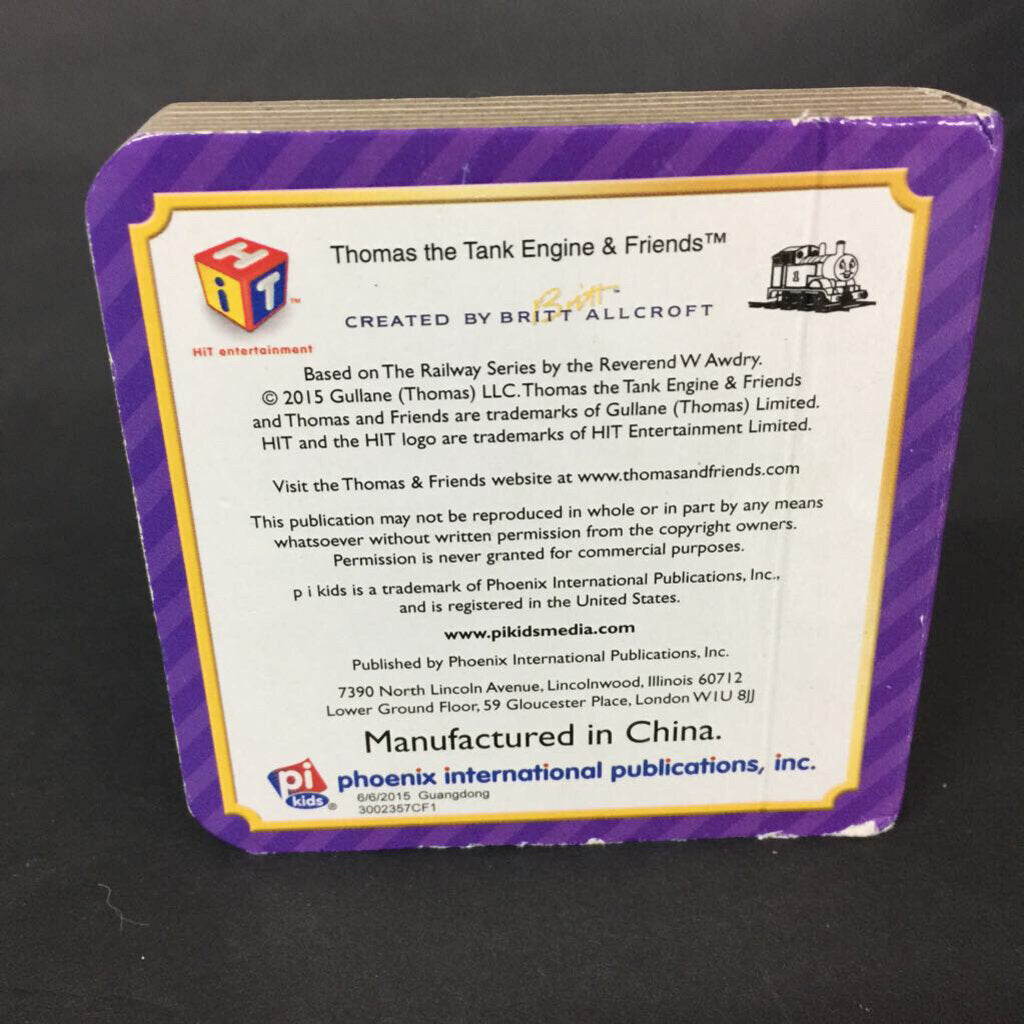 HiT™
HiT entertainment
Thomas the Tank Engine & Friends™
Britt™
CREATED BY BRITT ALLCROFT
1
Based on The Railway Series by the Reverend W Awdry.
© 2015 Gullane (Thomas) LLC. Thomas the Tank Engine & Friends
and Thomas and Friends are trademarks of Gullane (Thomas) Limited.
HIT and the HIT logo are trademarks of HIT Entertainment Limited.
Visit the Thomas & Friends website at www.thomasandfriends.com
This publication may not be reproduced in whole or in part by any means
whatsoever without written permission from the copyright owners.
Permission is never granted for commercial purposes.
p i kids is a trademark of Phoenix International Publications, Inc.,
and is registered in the United States.
www.pikidsmedia.com
Published by Phoenix International Publications, Inc.
7390 North Lincoln Avenue, Lincolnwood, Illinois 60712
Lower Ground Floor, 59 Gloucester Place, London W1U 8JJ
Manufactured in China.
pi kids®
phoenix international publications, inc.
6/6/2015 Guangdong
3002357CF1